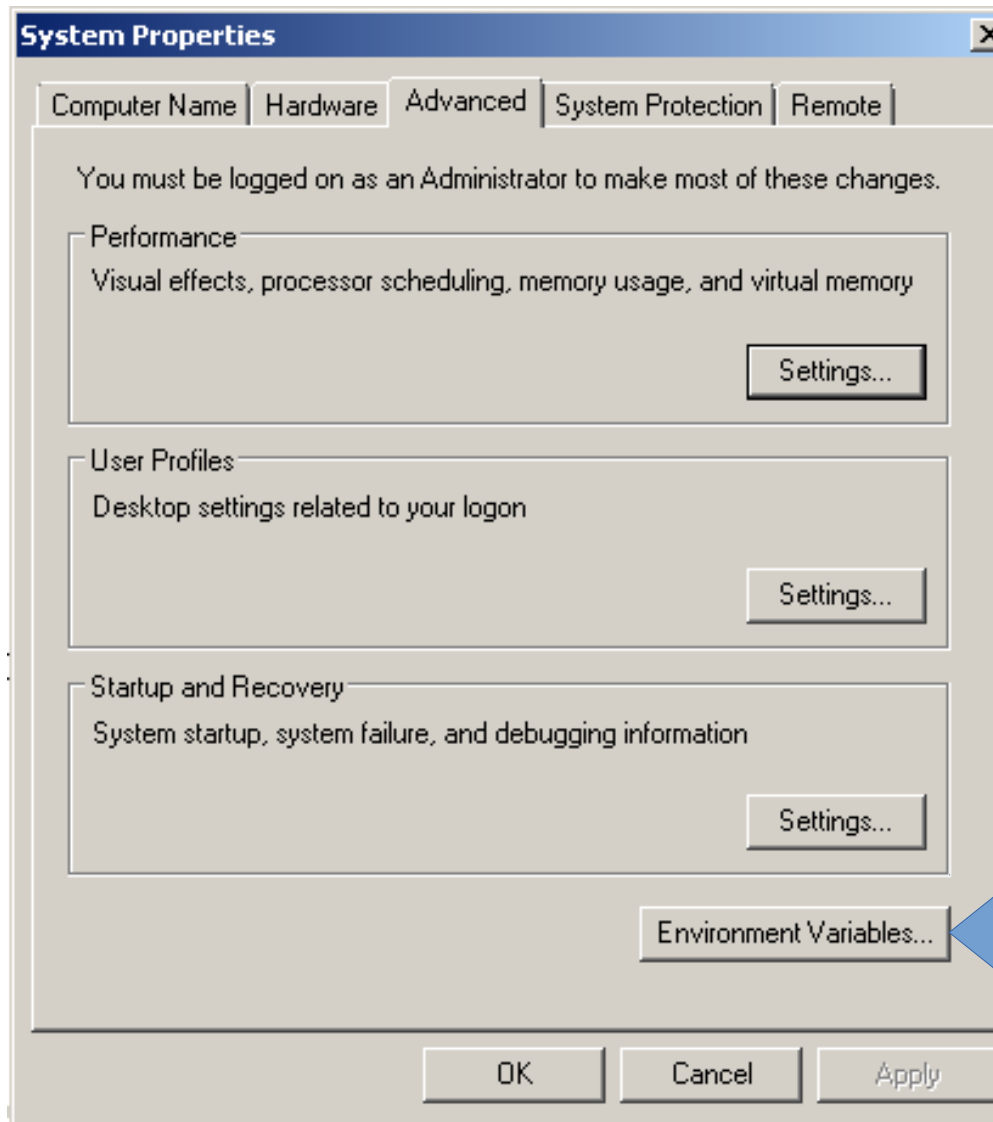 System Properties
Computer Name Hardware Advanced System Protection Remote
You must be logged on as an Administrator to make most of these changes.
Performance
Visual effects, processor scheduling, memory usage, and virtual memory
Settings...
User Profiles
Desktop settings related to your logon
Settings...
Startup and Recovery
System startup, system failure, and debugging information
Settings...
Environment Variables...
OK Cancel Apply